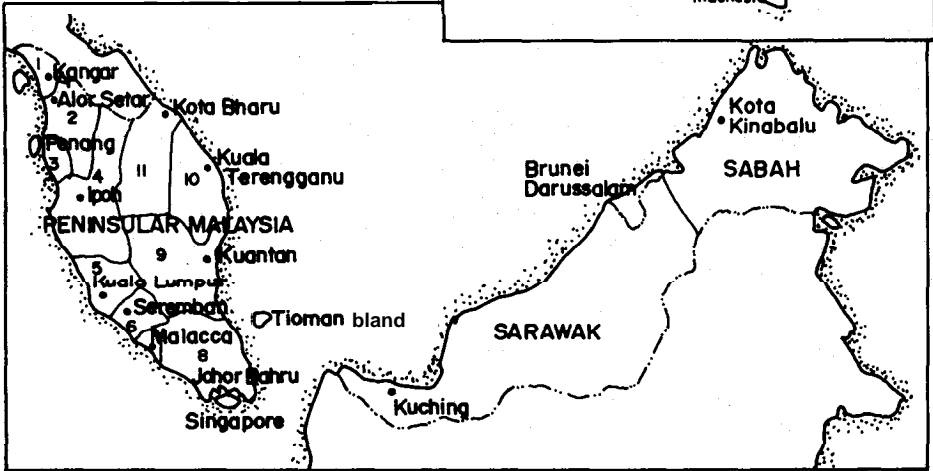 1
Kangar
Alor Setar
2
Kota Bharu
Penang
3
4
11
10
Kuala
Terengganu
Ipoh
PENINSULAR MALAYSIA
9
Kuantan
5
Kuala Lumpur
Seremban
6
Malacca
8
Johor Bahru
Singapore
Tioman bland
Kota
Kinabalu
SABAH
Brunei
Darussalam
SARAWAK
Kuching